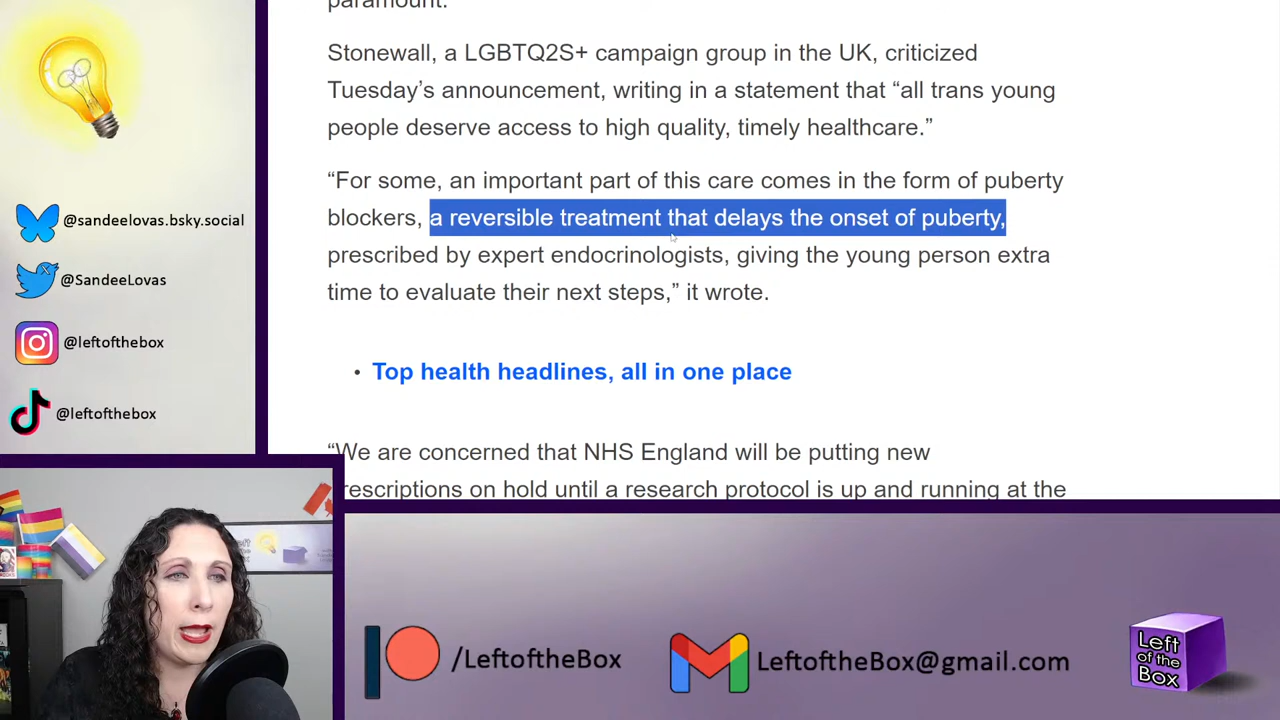 paramount.
Stonewall, a LGBTQ2S+ campaign group in the UK, criticized
Tuesday’s announcement, writing in a statement that “all trans young
people deserve access to high quality, timely healthcare.”
“For some, an important part of this care comes in the form of puberty
blockers, a reversible treatment that delays the onset of puberty,
prescribed by expert endocrinologists, giving the young person extra
time to evaluate their next steps,” it wrote.
• Top health headlines, all in one place
“We are concerned that NHS England will be putting new
rescriptions on hold until a research protocol is up and running at the
@sandeelovas.bsky.social
@SandeeLovas
@leftofthebox
@leftofthebox
/LeftoftheBox
LeftoftheBox@gmail.com
Left
of the
Box